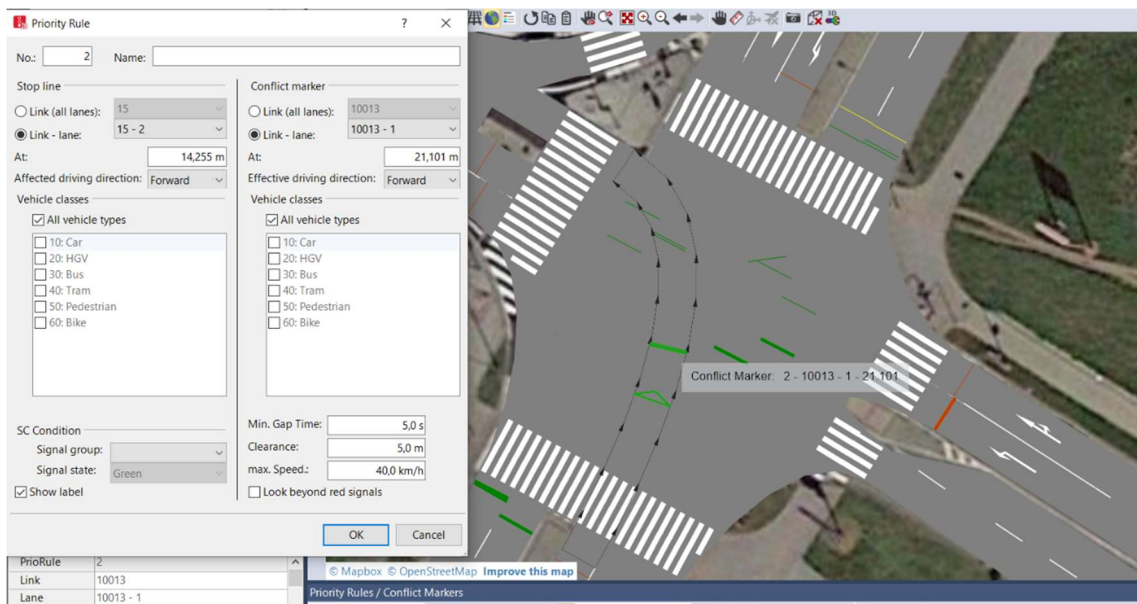 Priority Rule
? ×
No.: 2 Name:
Stop line
Link (all lanes): 15
Link - lane: 15 - 2
At: 14,255 m
Affected driving direction: Forward
Vehicle classes
All vehicle types
10: Car
20: HGV
30: Bus
40: Tram
50: Pedestrian
60: Bike
SC Condition
Signal group:
Signal state: Green
Show label
Conflict marker
Link (all lanes): 10013
Link - lane: 10013 - 1
At: 21,101 m
Effective driving direction: Forward
Vehicle classes
All vehicle types
10: Car
20: HGV
30: Bus
40: Tram
50: Pedestrian
60: Bike
Min. Gap Time: 5,0 s
Clearance: 5,0 m
max. Speed.: 40,0 km/h
Look beyond red signals
OK Cancel
3D
Conflict Marker: 2 - 10013 - 1 - 21.101
PrioRule 2
Link 10013
Lane 10013 - 1
© Mapbox © OpenStreetMap Improve this map
Priority Rules / Conflict Markers